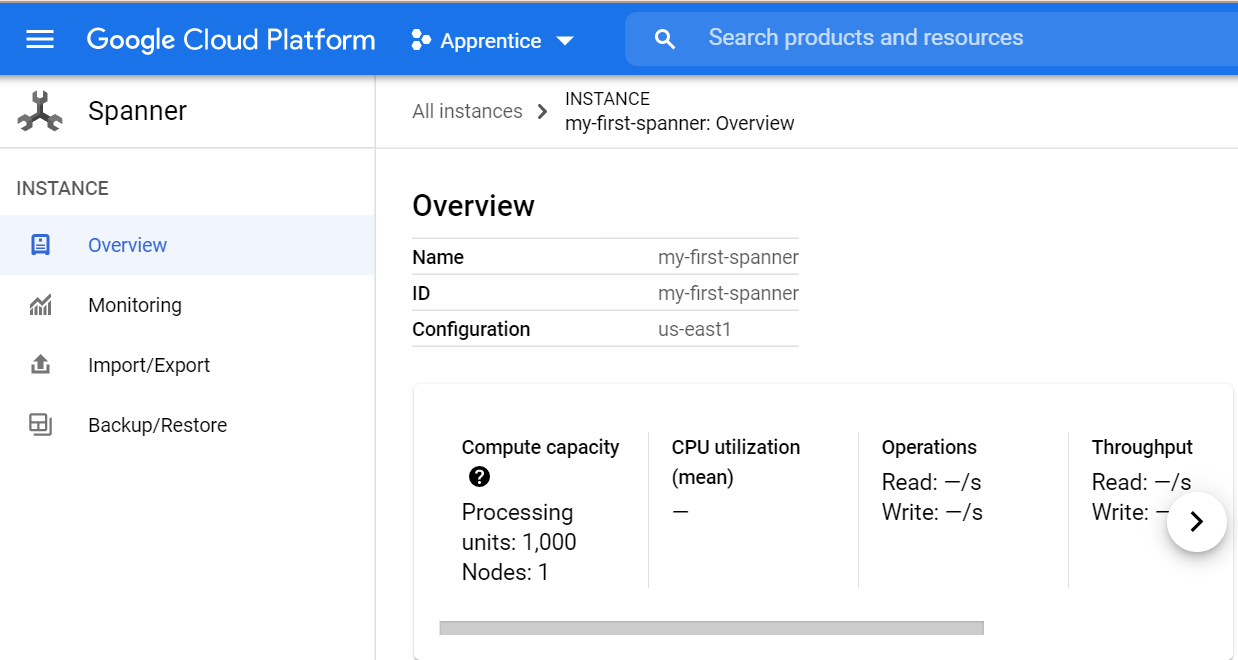 Google Cloud Platform
Apprentice
Search products and resources
Spanner
All instances
INSTANCE
my-first-spanner: Overview
INSTANCE
Overview
Monitoring
Import/Export
Backup/Restore
Overview
Name my-first-spanner
ID my-first-spanner
Configuration us-east1
Compute capacity
?
Processing
units: 1,000
Nodes: 1
CPU utilization
(mean)
—
Operations
Read: —/s
Write: —/s
Throughput
Read: —/s
Write: —